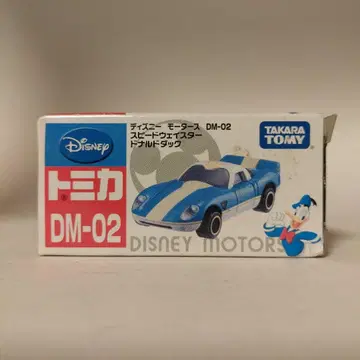 ディズニー モータース DM-02
スピードウェイスター
ドナルドダック
TAKARA
TOMY
Disney
トミカ
DM-02
DISNEY MOTORS